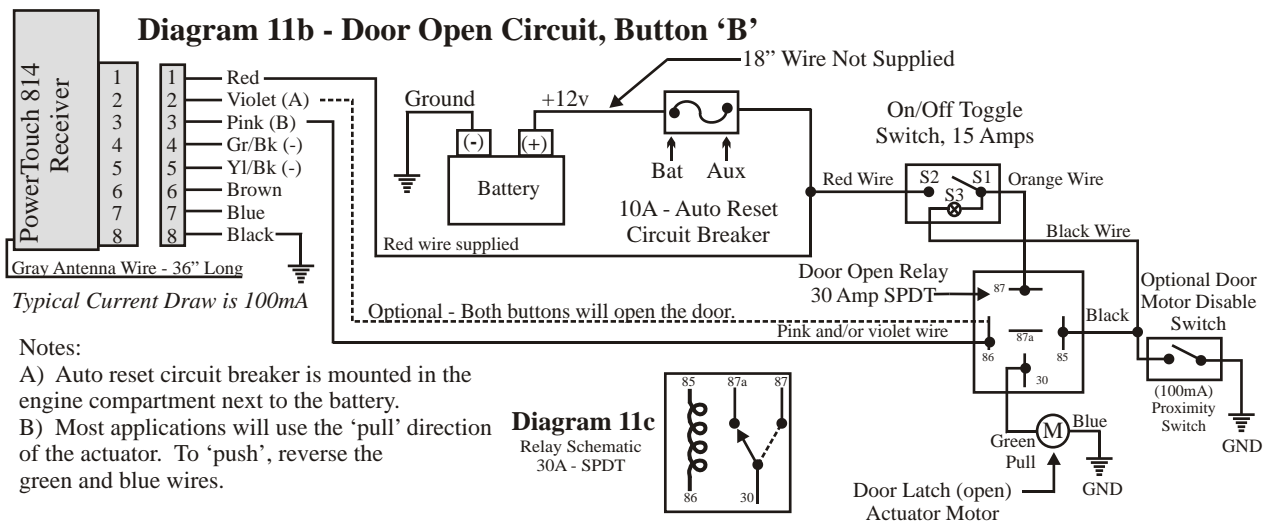 Diagram 11b - Door Open Circuit, Button ‘B’
PowerTouch 814
Receiver
1
2
3
4
5
6
7
8
1
2
3
4
5
6
7
8
Red
Violet (A)
Pink (B)
Gr/Bk (-)
Yl/Bk (-)
Brown
Blue
Black
Gray Antenna Wire - 36” Long
Typical Current Draw is 100mA
Ground
+12v
(-)
(+)
Battery
18” Wire Not Supplied
Bat
Aux
10A - Auto Reset
Circuit Breaker
Red wire supplied
On/Off Toggle
Switch, 15 Amps
Red Wire
S2
S1
S3
Orange Wire
Black Wire
Door Open Relay
30 Amp SPDT
87
87a
86
85
30
Black
Optional Door
Motor Disable
Switch
(100mA)
Proximity
Switch
GND
Optional - Both buttons will open the door.
Pink and/or violet wire
Green
Pull
M
Blue
GND
Door Latch (open)
Actuator Motor
Notes:
A) Auto reset circuit breaker is mounted in the
engine compartment next to the battery.
B) Most applications will use the ‘pull’ direction
of the actuator. To ‘push’, reverse the
green and blue wires.
Diagram 11c
Relay Schematic
30A - SPDT
85
87a
87
86
30